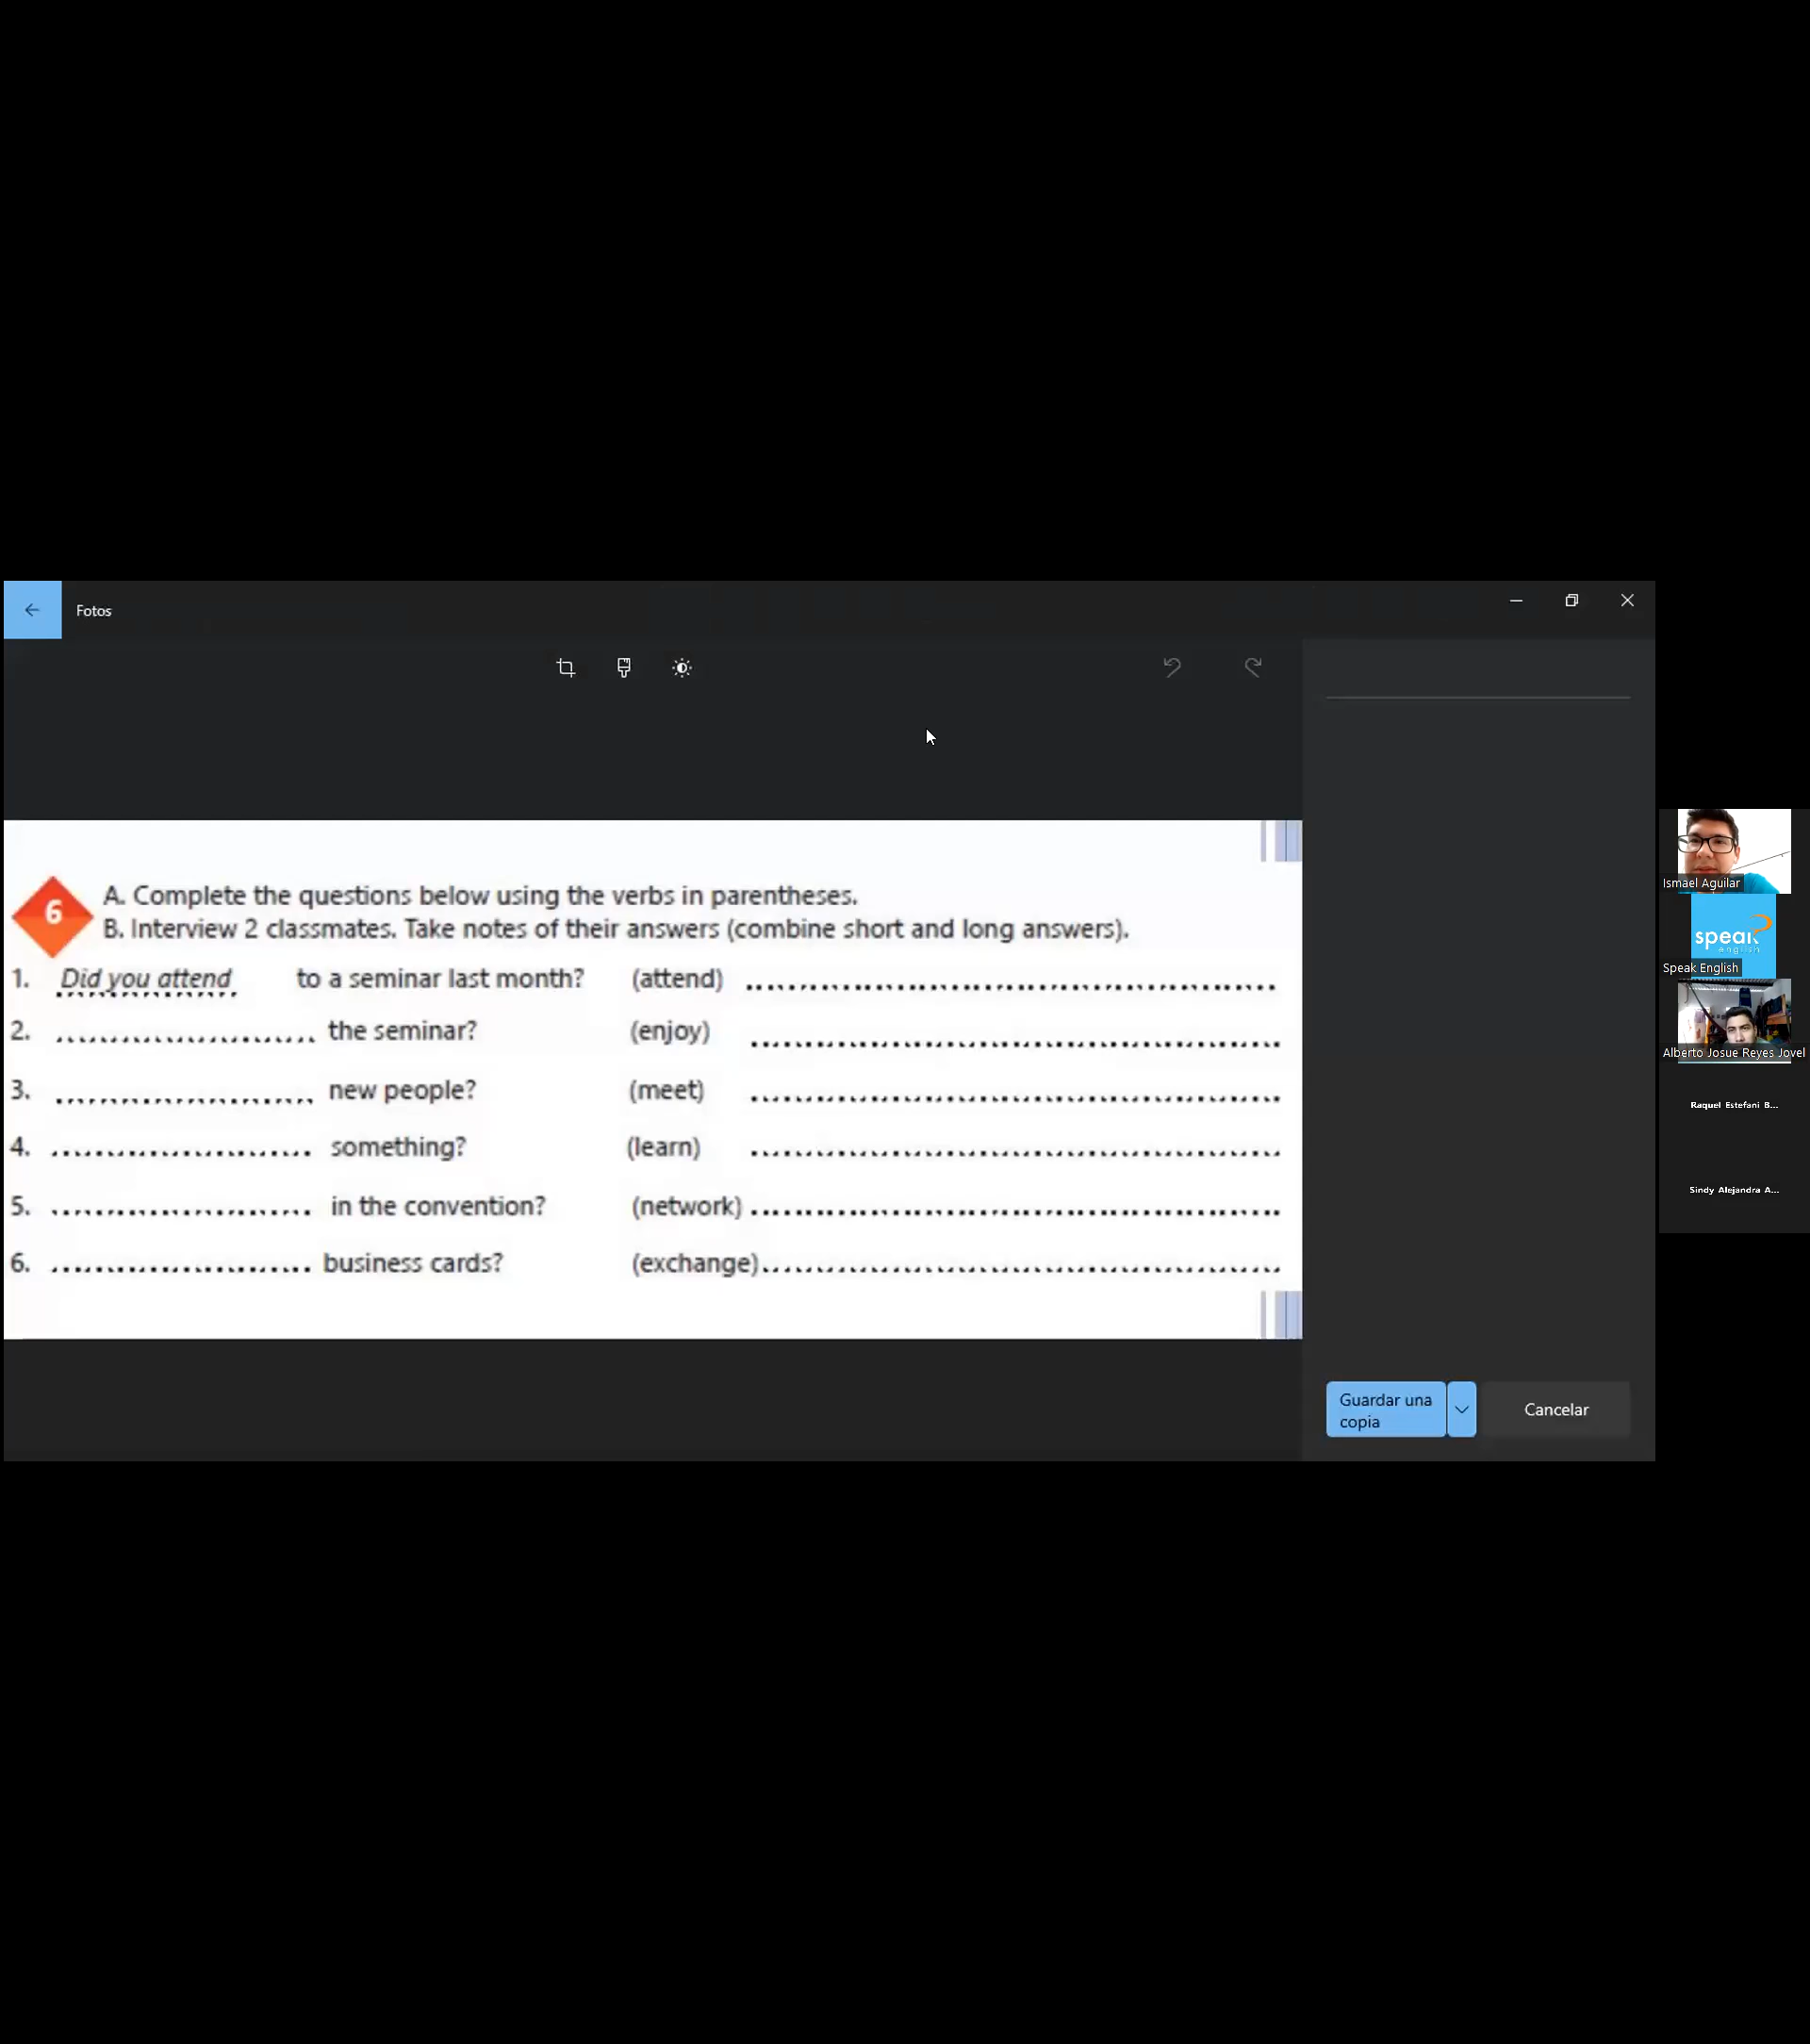 Fotos
6
A. Complete the questions below using the verbs in parentheses.
B. Interview 2 classmates. Take notes of their answers (combine short and long answers).
1. Did you attend to a seminar last month? (attend)
2. the seminar? (enjoy)
3. new people? (meet)
4. something? (learn)
5. in the convention? (network)
6. business cards? (exchange)
Guardar una
copia
Cancelar
Ismael Aguilar
speak
english
Speak English
Alberto Josue Reyes Jovel
Raquel Estefani B...
Sindy Alejandra A...